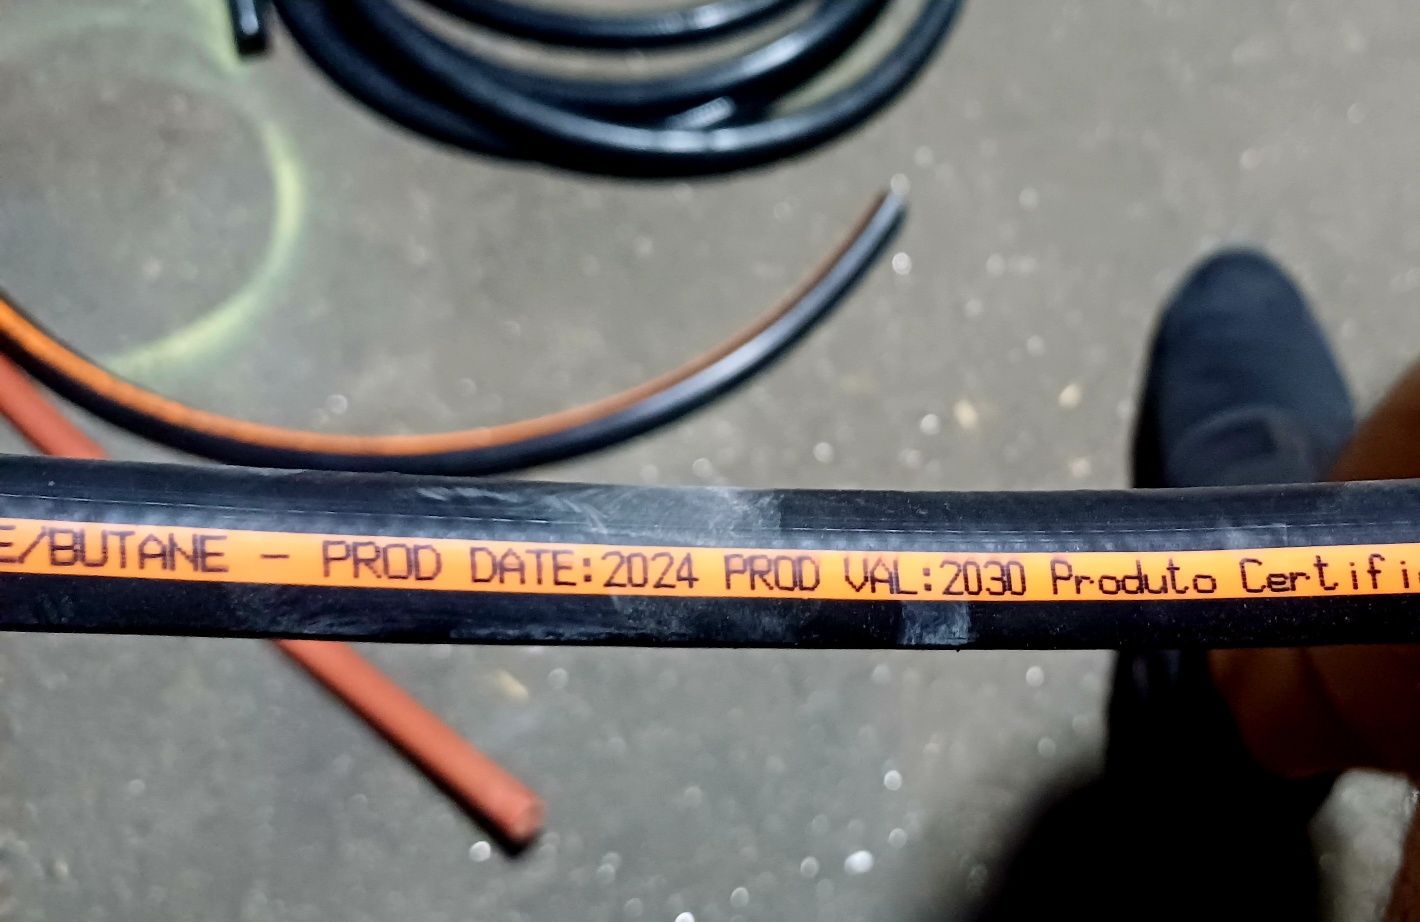 E/BUTANE - PROD DATE:2024 PROD VAL:2030 Produto Certifi